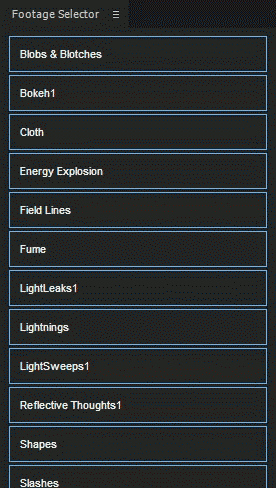 Footage Selector
Blobs & Blotches
Bokeh1
Cloth
Energy Explosion
Field Lines
Fume
LightLeaks1
Lightnings
LightSweeps1
Reflective Thoughts1
Shapes
Slashes